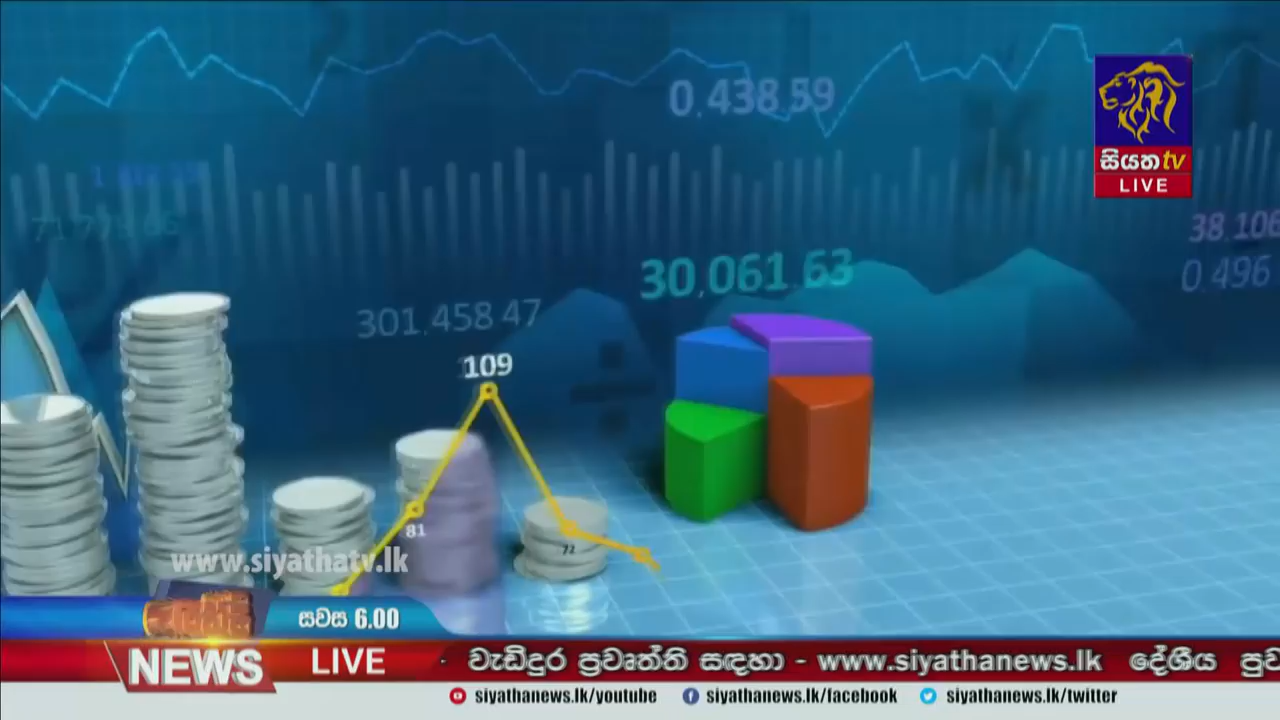 0,438.59
සියත tv
LIVE
38,106
0,496
30,061.63
301,458.47
109
81
72
www.siyathatv.lk
සවස 6.00
NEWS LIVE
වැඩිදුර ප්‍රවෘත්ති සඳහා - www.siyathanews.lk දේශීය
siyathanews.lk/youtube siyathanews.lk/facebook siyathanews.lk/twitter